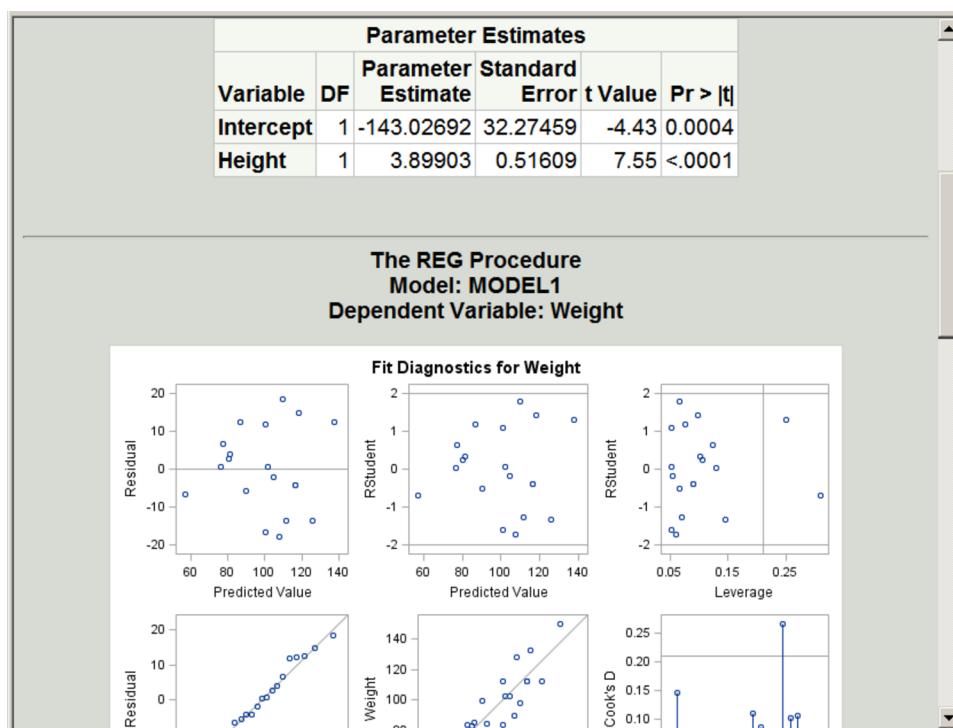 Parameter Estimates
Variable DF Parameter Estimate Standard Error t Value Pr > |t|
Intercept 1 -143.02692 32.27459 -4.43 0.0004
Height 1 3.89903 0.51609 7.55 <.0001
The REG Procedure
Model: MODEL1
Dependent Variable: Weight
Fit Diagnostics for Weight
Residual
20
10
0
-10
-20
60 80 100 120 140
Predicted Value
RStudent
2
1
0
-1
-2
60 80 100 120 140
Predicted Value
RStudent
2
1
0
-1
-2
0.05 0.15 0.25
Leverage
Residual
20
10
0
Weight
140
120
100
Cook's D
0.25
0.20
0.15
0.10